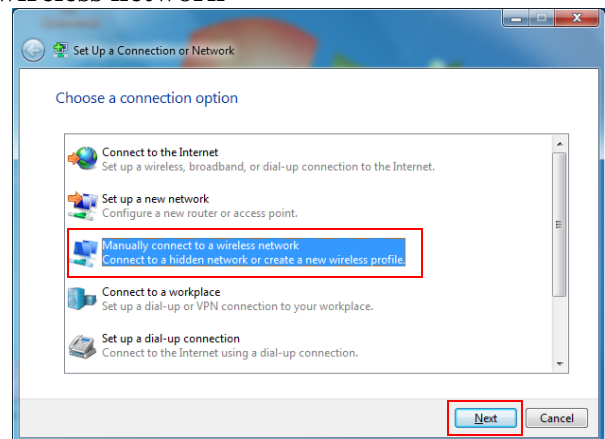 wireless network
Set Up a Connection or Network
Choose a connection option
Connect to the Internet
Set up a wireless, broadband, or dial-up connection to the Internet.
Set up a new network
Configure a new router or access point.
Manually connect to a wireless network
Connect to a hidden network or create a new wireless profile.
Connect to a workplace
Set up a dial-up or VPN connection to your workplace.
Set up a dial-up connection
Connect to the Internet using a dial-up connection.
Next Cancel